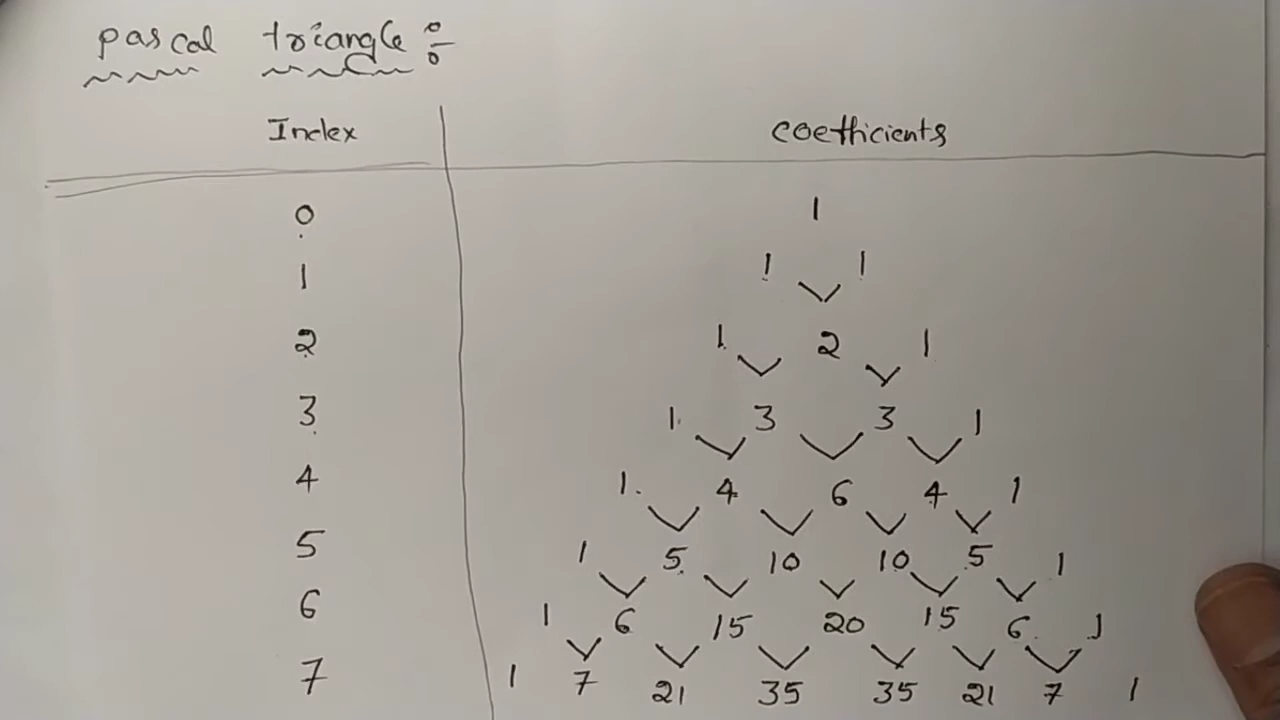 pascal triangle :
Index coefficients
0 1
1 1 1
2 1 2 1
3 1 3 3 1
4 1 4 6 4 1
5 1 5 10 10 5 1
6 1 6 15 20 15 6 1
7 1 7 21 35 35 21 7 1